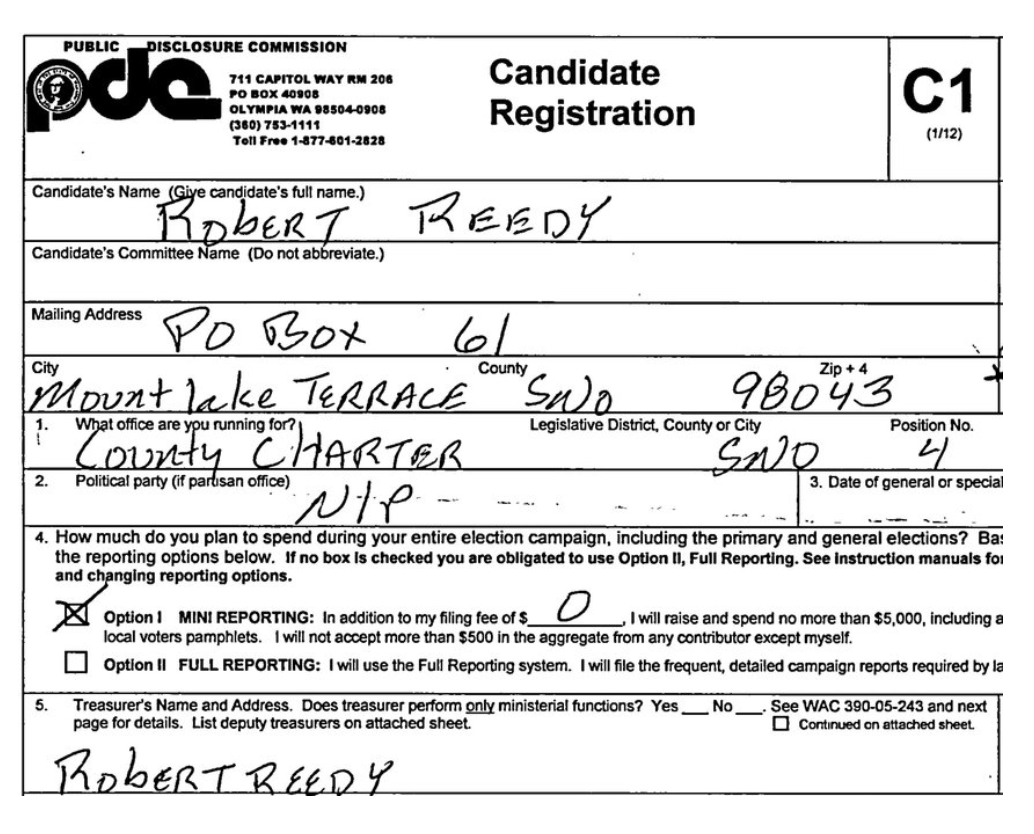 PUBLIC DISCLOSURE COMMISSION
pdc
711 CAPITOL WAY RM 206
PO BOX 40908
OLYMPIA WA 98504-0908
(360) 753-1111
Toll Free 1-877-601-2828
Candidate
Registration
C1
(1/12)
Candidate's Name (Give candidate's full name.)
RobERT REEDY
Candidate's Committee Name (Do not abbreviate.)
Mailing Address
PO BOX 61
City County Zip + 4
Mountlake TERRACE SNO 98043
1. What office are you running for? Legislative District, County or City Position No.
County CHARTER SNO 4
2. Political party (if partisan office) 3. Date of general or special
N/P
4. How much do you plan to spend during your entire election campaign, including the primary and general elections? Bas
the reporting options below. If no box is checked you are obligated to use Option II, Full Reporting. See instruction manuals for
and changing reporting options.
Option I MINI REPORTING: In addition to my filing fee of $ 0 , I will raise and spend no more than $5,000, including a
local voters pamphlets. I will not accept more than $500 in the aggregate from any contributor except myself.
Option II FULL REPORTING: I will use the Full Reporting system. I will file the frequent, detailed campaign reports required by la
5. Treasurer's Name and Address. Does treasurer perform only ministerial functions? Yes ___ No ___. See WAC 390-05-243 and next
page for details. List deputy treasurers on attached sheet. Continued on attached sheet.
RobERT REEDY